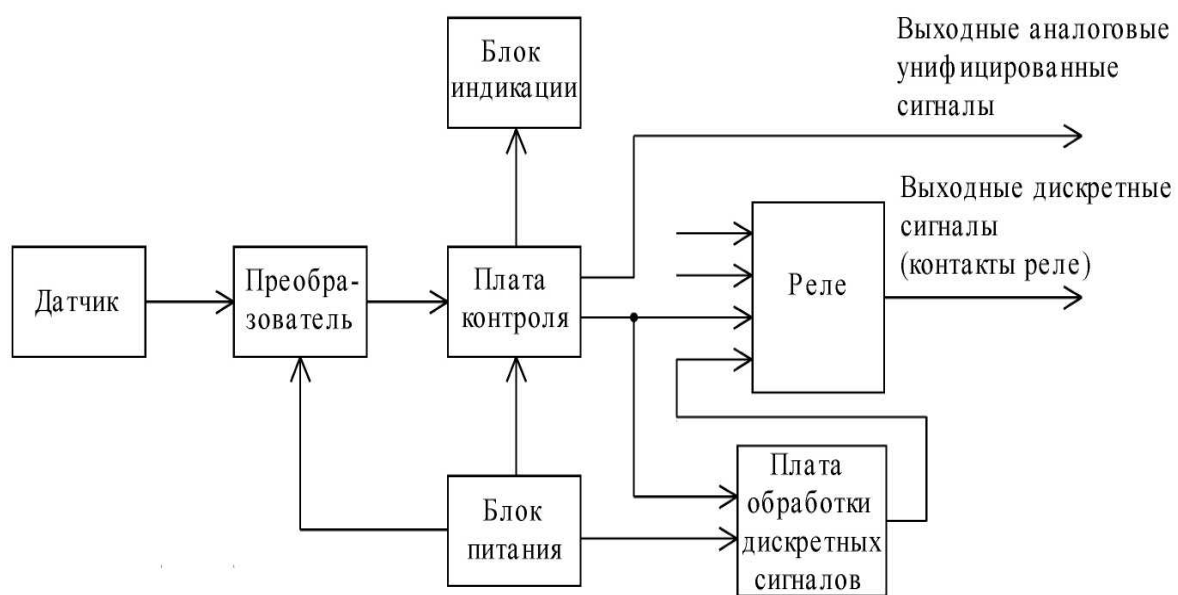 Блок
индикации
Выходные аналоговые
унифицированные
сигналы
Выходные дискретные
сигналы
(контакты реле)
Датчик
Преобра-
зователь
Плата
контроля
Реле
Блок
питания
Плата
обработки
дискретных
сигналов